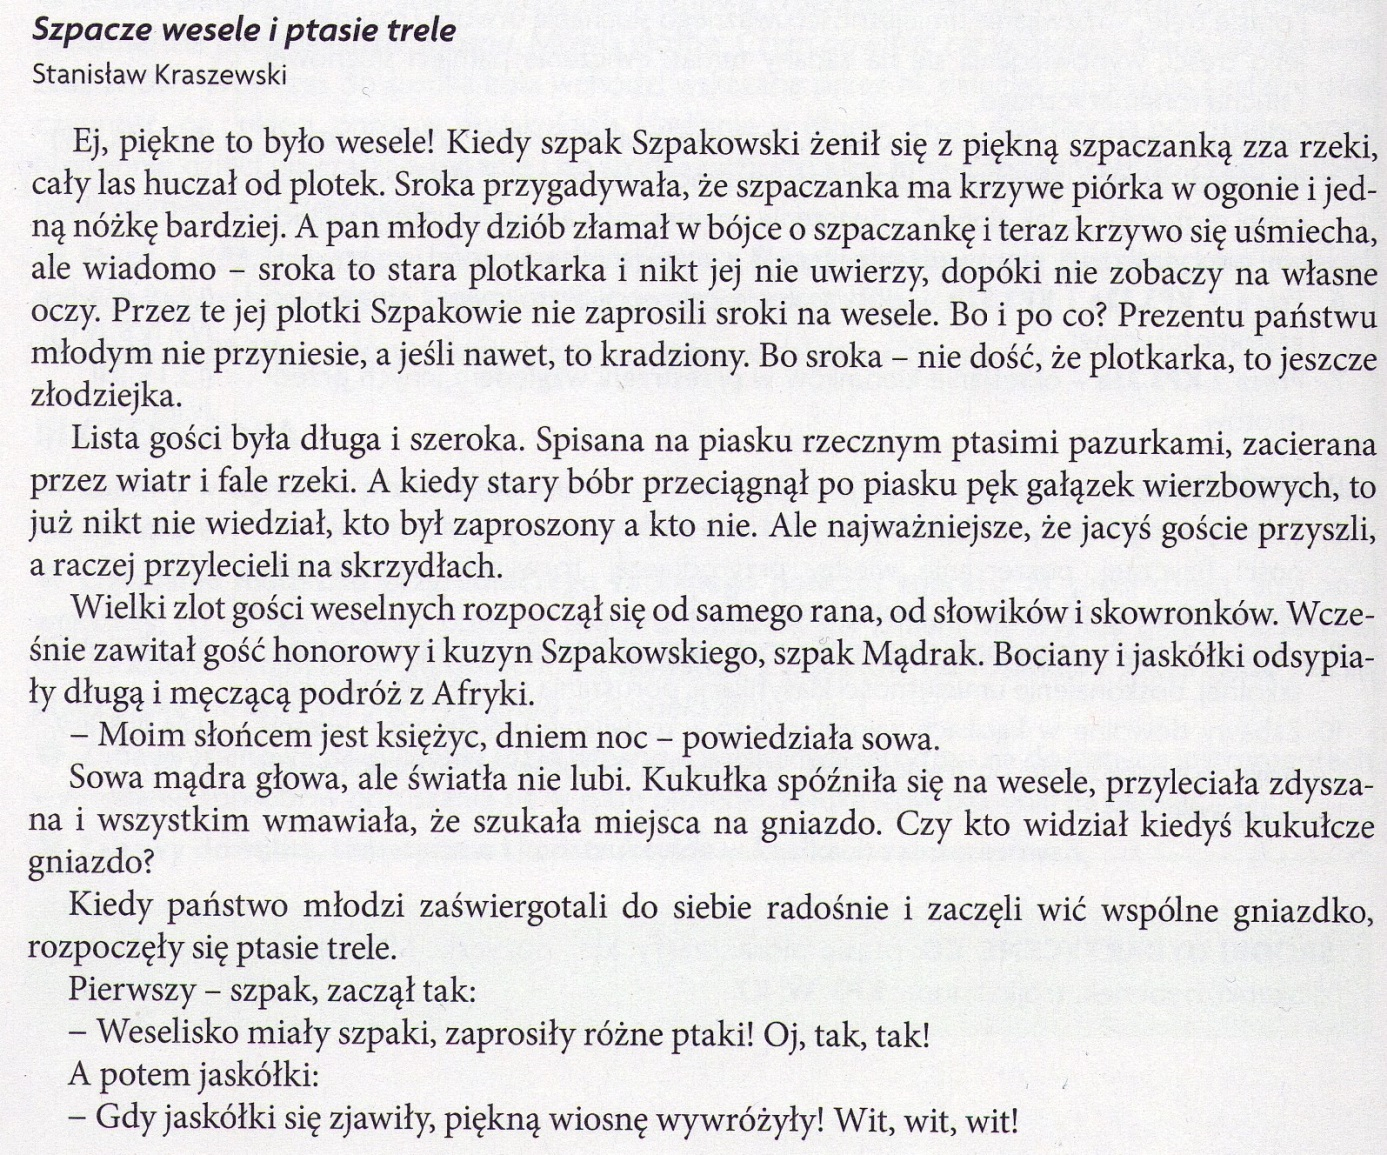 Szpacze wesele i ptasie trele
Stanisław Kraszewski
Ej, piękne to było wesele! Kiedy szpak Szpakowski żenił się z piękną szpaczanką zza rzeki,
cały las huczał od plotek. Sroka przygadywała, że szpaczanka ma krzywe piórka w ogonie i jed-
ną nóżkę bardziej. A pan młody dziób złamał w bójce o szpaczankę i teraz krzywo się uśmiecha,
ale wiadomo – sroka to stara plotkarka i nikt jej nie uwierzy, dopóki nie zobaczy na własne
oczy. Przez te jej plotki Szpakowie nie zaprosili sroki na wesele. Bo i po co? Prezentu państwu
młodym nie przyniesie, a jeśli nawet, to kradziony. Bo sroka – nie dość, że plotkarka, to jeszcze
złodziejka.
Lista gości była długa i szeroka. Spisana na piasku rzecznym ptasimi pazurkami, zacierana
przez wiatr i fale rzeki. A kiedy stary bóbr przeciągnął po piasku pęk gałązek wierzbowych, to
już nikt nie wiedział, kto był zaproszony a kto nie. Ale najważniejsze, że jacyś goście przyszli,
a raczej przylecieli na skrzydłach.
Wielki zlot gości weselnych rozpoczął się od samego rana, od słowików i skowronków. Wcze-
śnie zawitał gość honorowy i kuzyn Szpakowskiego, szpak Mądrak. Bociany i jaskółki odsypia-
ły długą i męczącą podróż z Afryki.
– Moim słońcem jest księżyc, dniem noc – powiedziała sowa.
Sowa mądra głowa, ale światła nie lubi. Kukułka spóźniła się na wesele, przyleciała zdysza-
na i wszystkim wmawiała, że szukała miejsca na gniazdo. Czy kto widział kiedyś kukułcze
gniazdo?
Kiedy państwo młodzi zaświergotali do siebie radośnie i zaczęli wić wspólne gniazdko,
rozpoczęły się ptasie trele.
Pierwszy – szpak, zaczął tak:
– Weselisko miały szpaki, zaprosiły różne ptaki! Oj, tak, tak!
A potem jaskółki:
– Gdy jaskółki się zjawiły, piękną wiosnę wywróżyły! Wit, wit, wit!